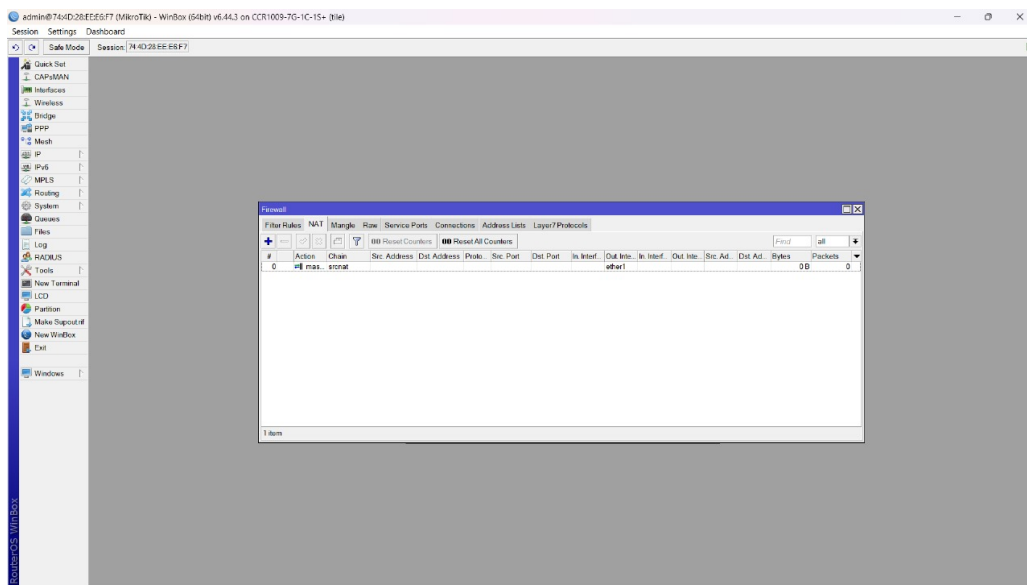 admin@74:4D:28:EE:E6:F7 (MikroTik) - WinBox (64bit) v6.44.3 on CCR1009-7G-1C-1S+ (tile)
Session Settings Dashboard
Safe Mode Session: 74:4D:28:EE:E6:F7
Quick Set
CAPsMAN
Interfaces
Wireless
Bridge
PPP
Mesh
IP
IPv6
MPLS
Routing
System
Queues
Files
Log
RADIUS
Tools
New Terminal
LCD
Partition
Make Supout.rif
New WinBox
Exit
Windows
RouterOS WinBox
Firewall
Filter Rules NAT Mangle Raw Service Ports Connections Address Lists Layer7 Protocols
00 Reset Counters 00 Reset All Counters Find all
# Action Chain Src. Address Dst. Address Proto... Src. Port Dst. Port In. Interf... Out. Inte... In. Interf... Out. Inte... Src. Ad... Dst. Ad... Bytes Packets
0 mas... srcnat ether1 0 B 0
1 item